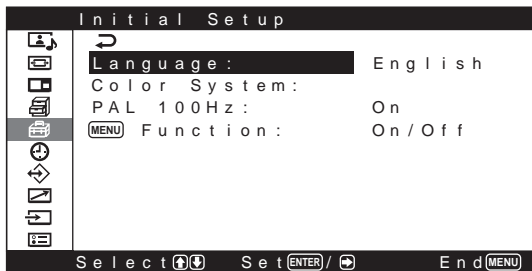 Initial Setup
Language: English
Color System:
PAL 100Hz: On
MENU Function: On/Off
Select Set ENTER / End MENU